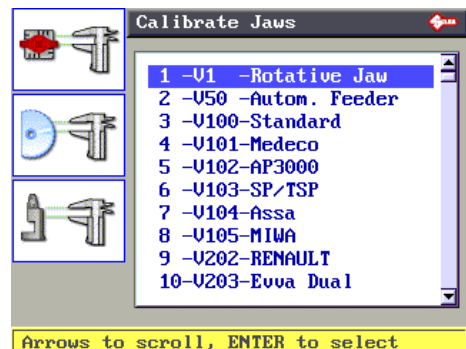 Calibrate Jaws
SILCA
1 -V1 -Rotative Jaw
2 -V50 -Autom. Feeder
3 -V100-Standard
4 -V101-Medeco
5 -V102-AP3000
6 -V103-SP/TSP
7 -V104-Assa
8 -V105-MIWA
9 -V202-RENAULT
10-V203-Evva Dual
Arrows to scroll, ENTER to select